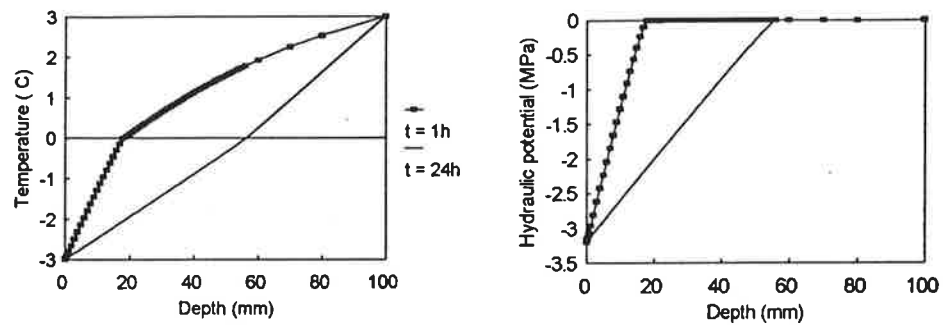 3
2
1
0
-1
-2
-3
Temperature ( C)
0 20 40 60 80 100
Depth (mm)
t = 1h
t = 24h
0
-0.5
-1
-1.5
-2
-2.5
-3
-3.5
Hydraulic potential (MPa)
0 20 40 60 80 100
Depth (mm)